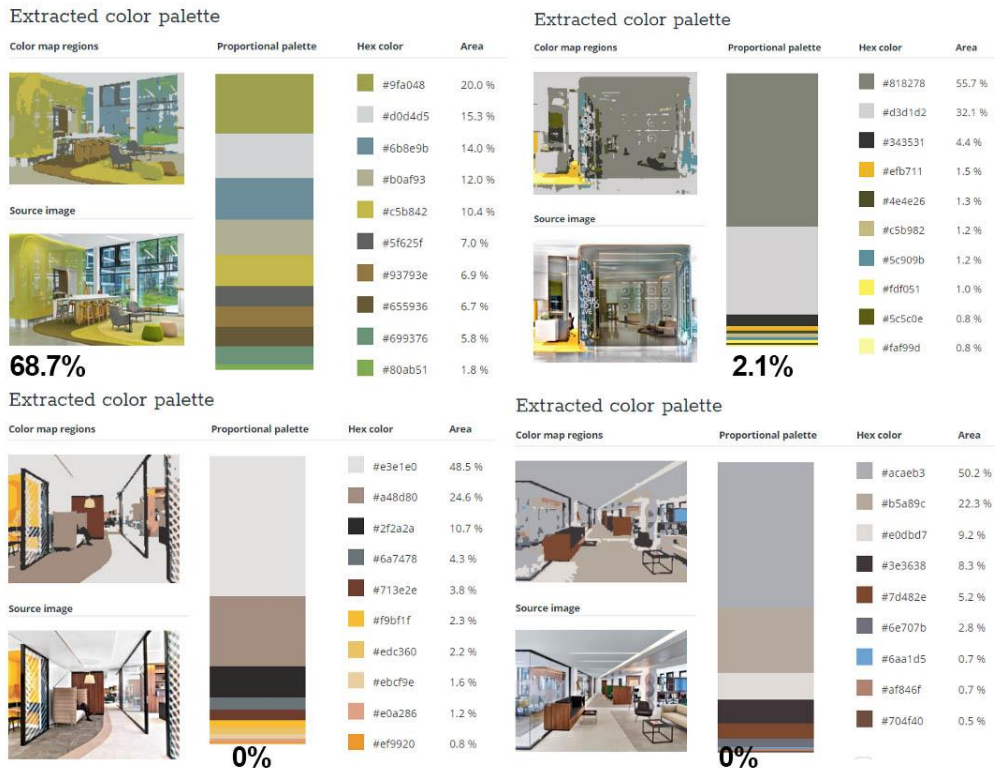 Extracted color palette
Color map regions Proportional palette Hex color Area
#9fa048 20.0 %
#d0d4d5 15.3 %
#6b8e9b 14.0 %
#b0af93 12.0 %
#c5b842 10.4 %
#5f625f 7.0 %
#93793e 6.9 %
#655936 6.7 %
#699376 5.8 %
#80ab51 1.8 %
Source image
68.7%
Extracted color palette
Color map regions Proportional palette Hex color Area
#818278 55.7 %
#d3d1d2 32.1 %
#343531 4.4 %
#efb711 1.5 %
#4e4e26 1.3 %
#c5b982 1.2 %
#5c909b 1.2 %
#fdf051 1.0 %
#5c5c0e 0.8 %
#faf99d 0.8 %
Source image
2.1%
Extracted color palette
Color map regions Proportional palette Hex color Area
#e3e1e0 48.5 %
#a48d80 24.6 %
#2f2a2a 10.7 %
#6a7478 4.3 %
#713e2e 3.8 %
#f9bf1f 2.3 %
#edc360 2.2 %
#ebcf9e 1.6 %
#e0a286 1.2 %
#ef9920 0.8 %
Source image
0%
Extracted color palette
Color map regions Proportional palette Hex color Area
#acaeb3 50.2 %
#b5a89c 22.3 %
#e0dbd7 9.2 %
#3e3638 8.3 %
#7d482e 5.2 %
#6e707b 2.8 %
#6aa1d5 0.7 %
#af846f 0.7 %
#704f40 0.5 %
Source image
0%